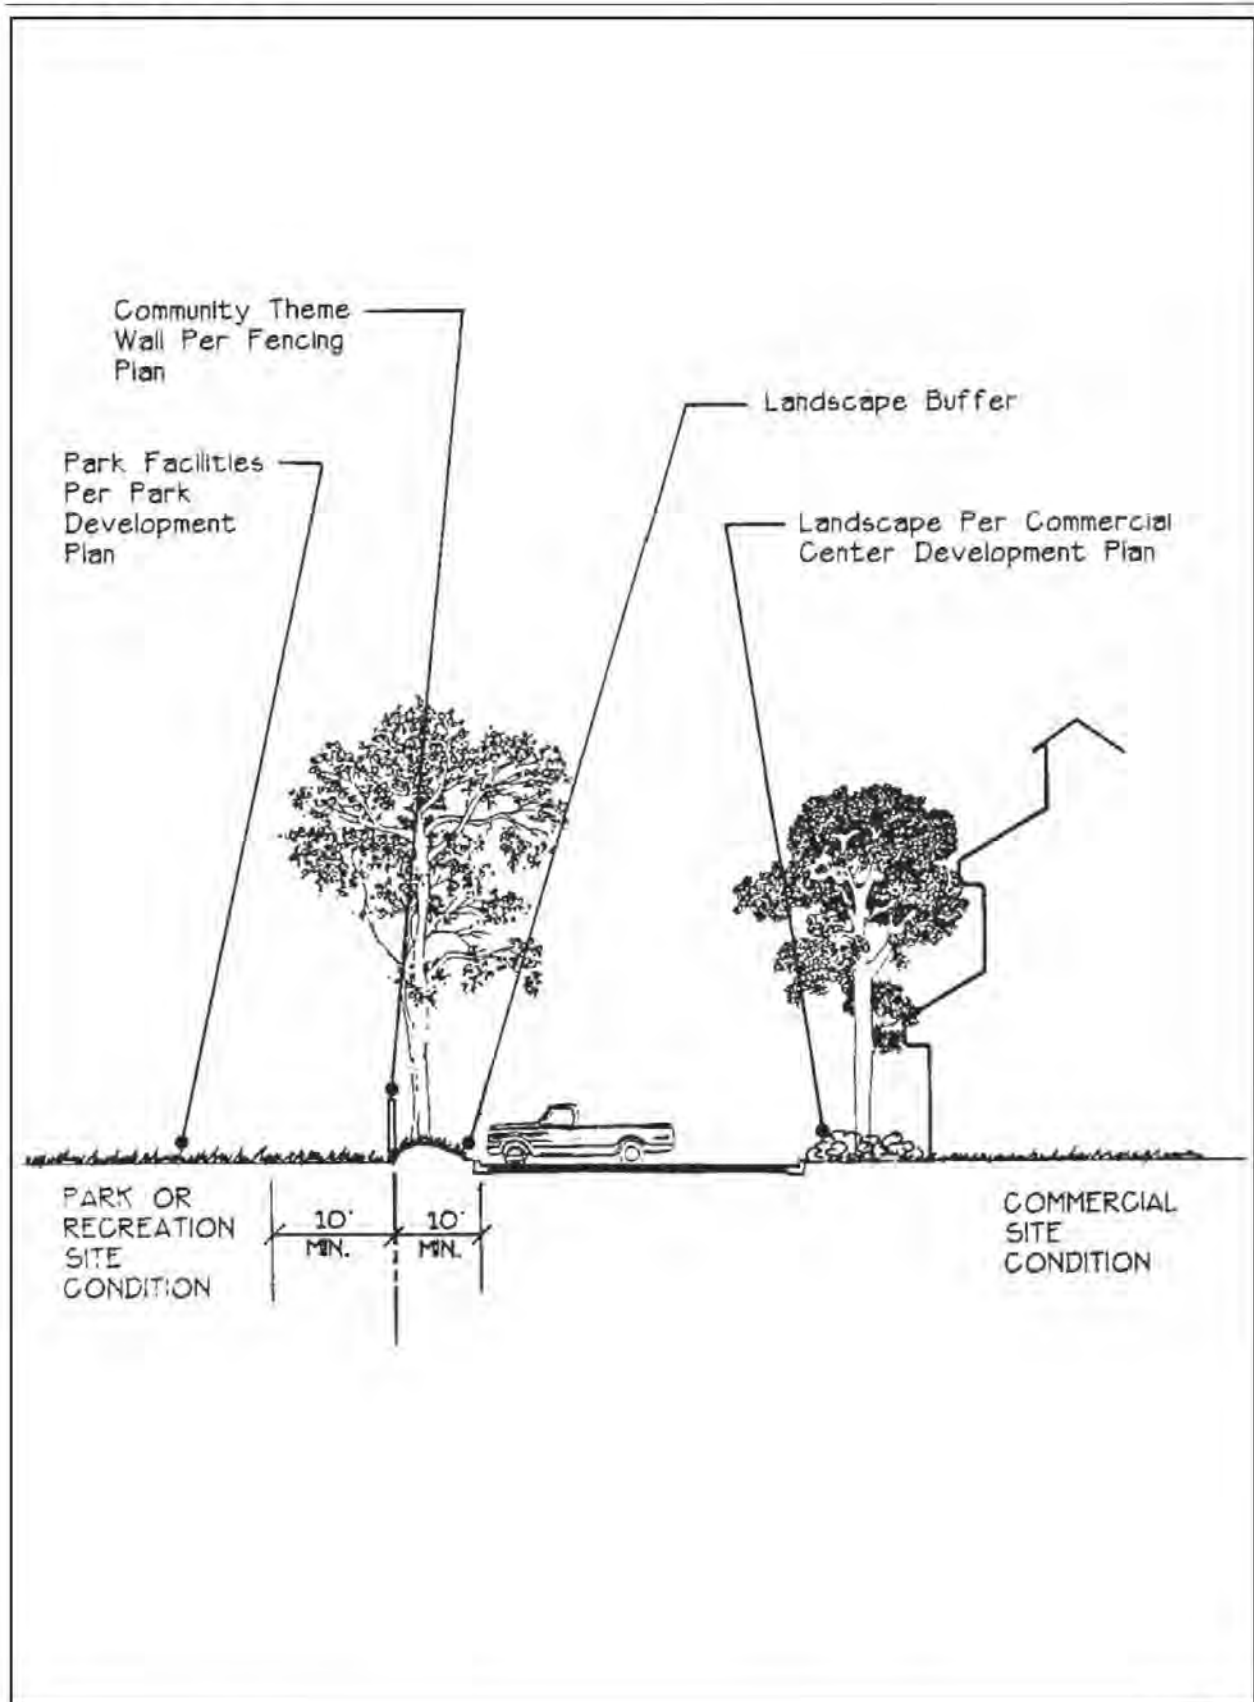 Community Theme
Wall Per Fencing
Plan
Landscape Buffer
Park Facilities
Per Park
Development
Plan
Landscape Per Commercial
Center Development Plan
PARK OR
RECREATION
SITE
CONDITION
10'
MIN.
10'
MIN.
COMMERCIAL
SITE
CONDITION